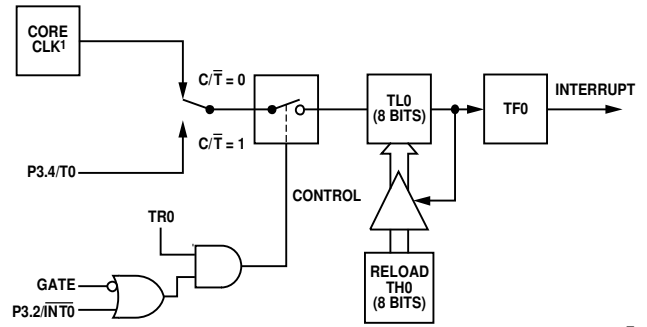 CORE
CLK¹
C/T̅ = 0
C/T̅ = 1
P3.4/T0
TL0
(8 BITS)
TF0
INTERRUPT
CONTROL
TR0
GATE
P3.2/I̅N̅T̅0̅
RELOAD
TH0
(8 BITS)